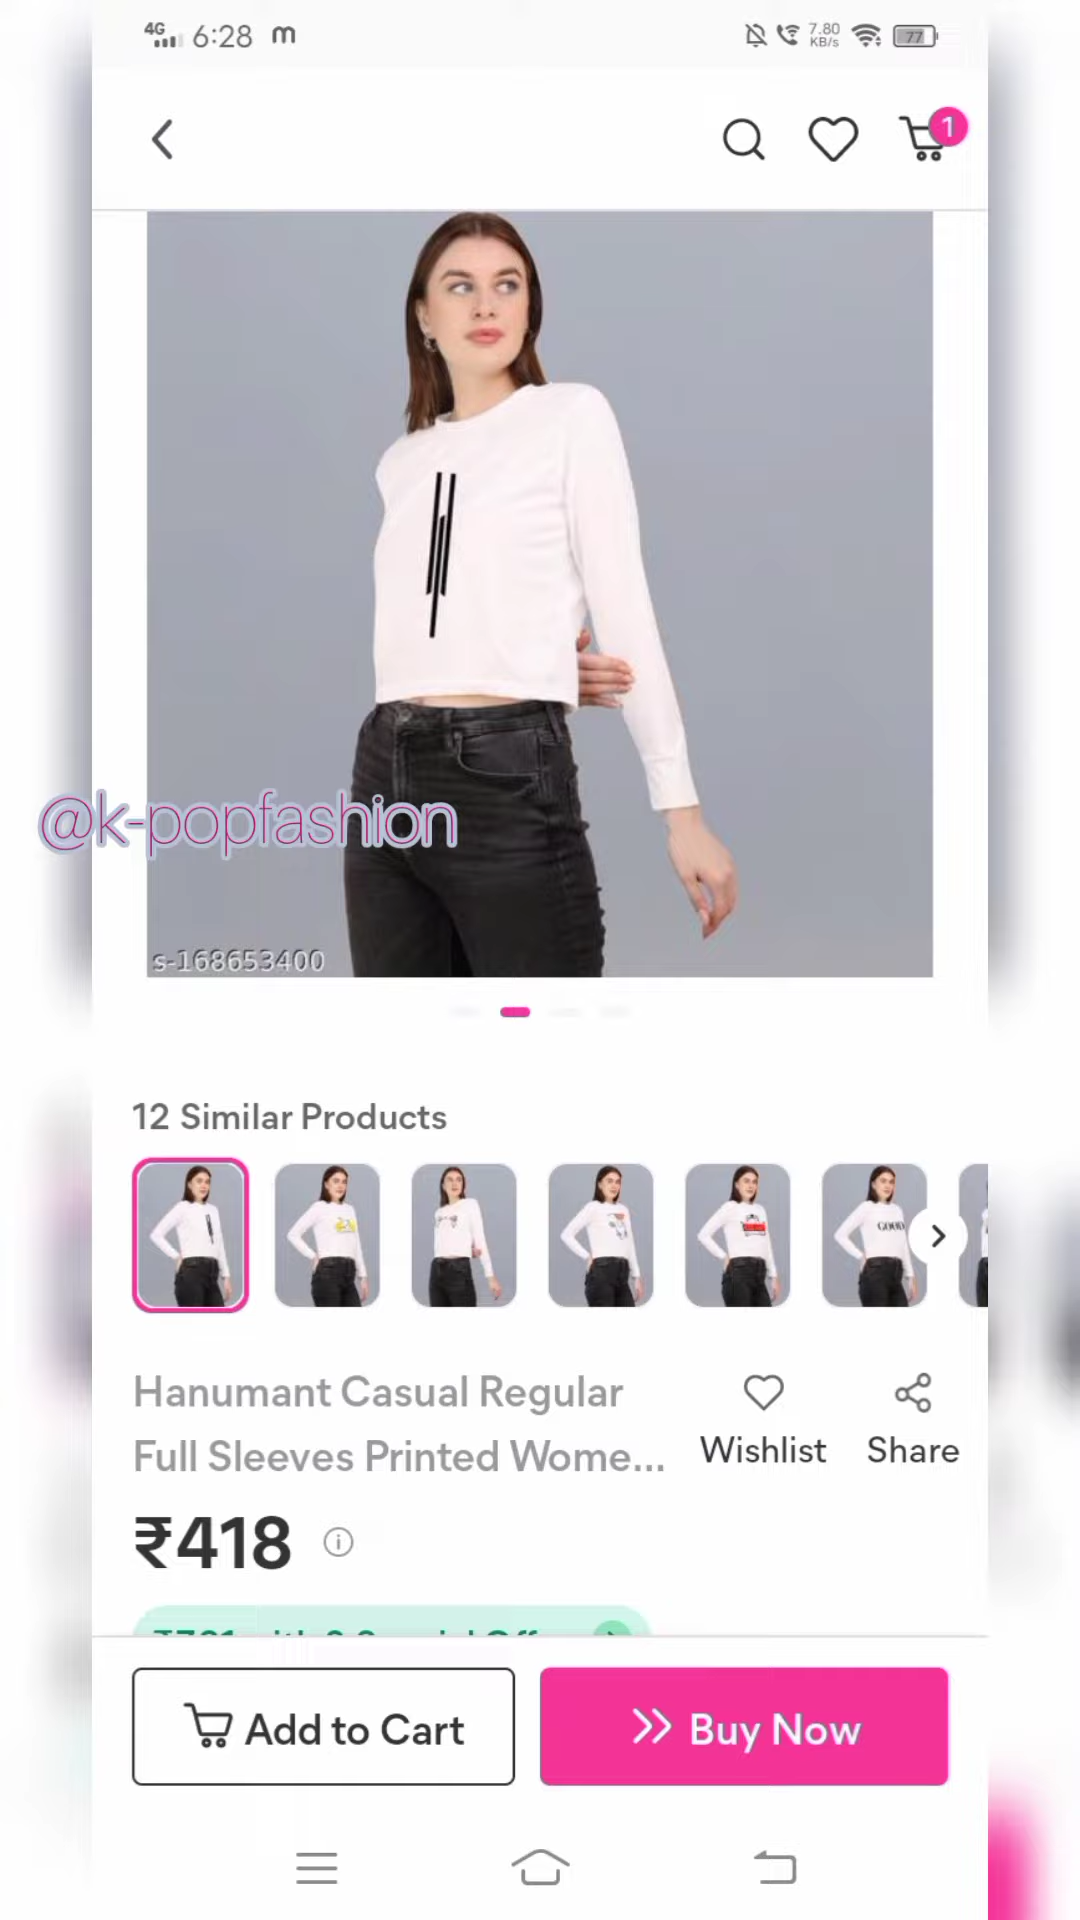 4G 6:28 m 7.80 KB/s 77
1
@k-popfashion
s-168653400
12 Similar Products
GOOD
Hanumant Casual Regular
Full Sleeves Printed Wome...
Wishlist Share
₹418
Add to Cart Buy Now